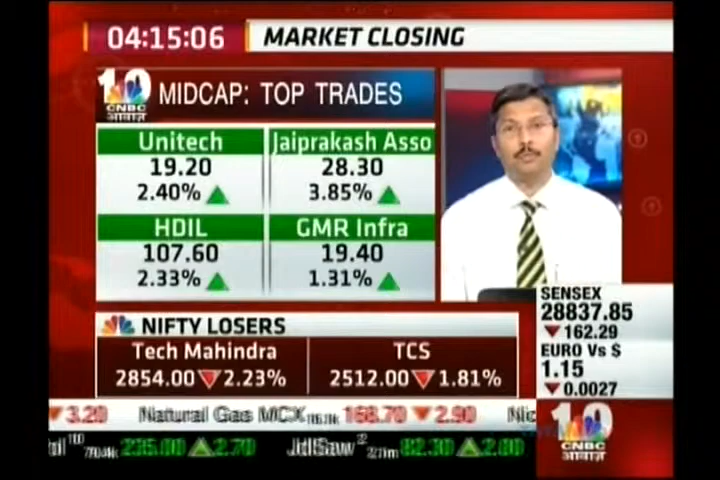 04:15:06 MARKET CLOSING
10
CNBC
आवाज़
MIDCAP: TOP TRADES
Unitech Jaiprakash Asso
19.20 28.30
2.40% 3.85%
HDIL GMR Infra
107.60 19.40
2.33% 1.31%
SENSEX
28837.85
162.29
EURO Vs $
1.15
0.0027
NIFTY LOSERS
Tech Mahindra TCS
2854.00 2.23% 2512.00 1.81%
3.20 Natural Gas MCX 168.70 2.90
235.00 2.70 JdlSaw 82.30 2.00
10
CNBC
आवाज़